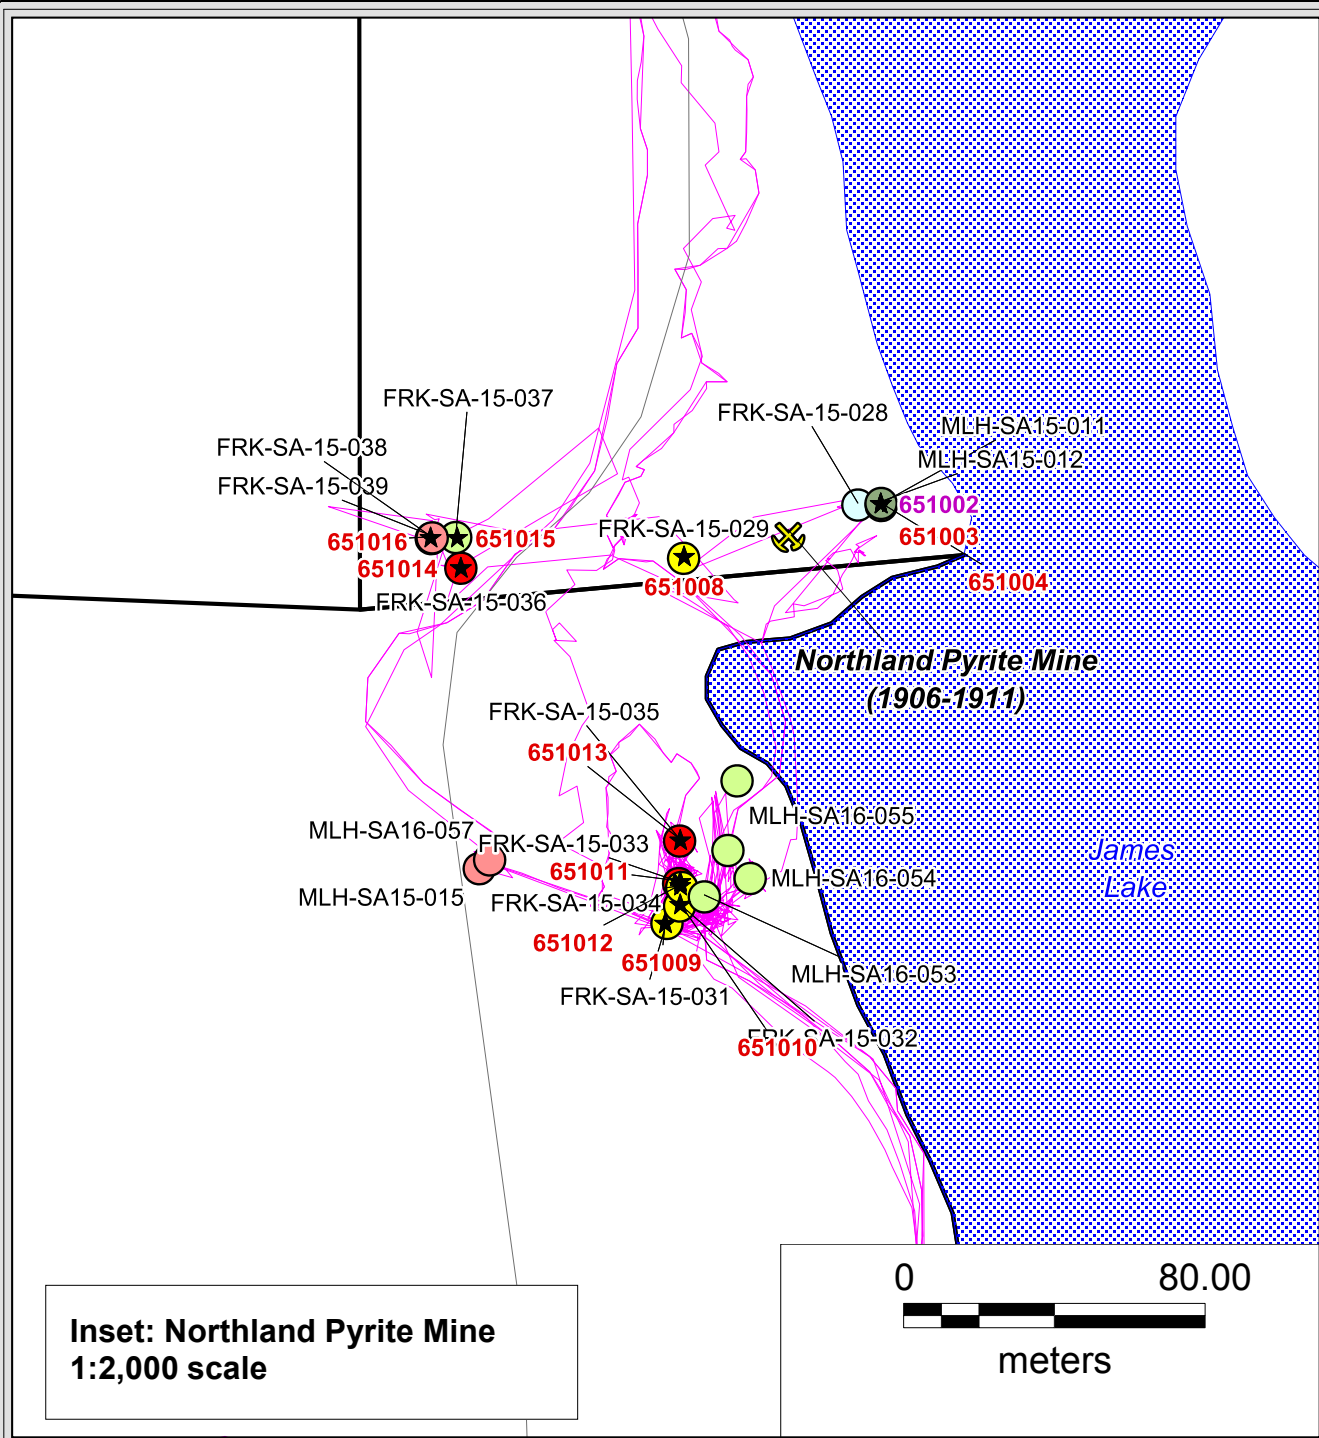 FRK-SA-15-037
FRK-SA-15-028
MLH-SA15-011
FRK-SA-15-038
MLH-SA15-012
FRK-SA-15-039
651002
FRK-SA-15-029
651016
651015
651003
651014
651008
651004
FRK-SA-15-036
Northland Pyrite Mine
(1906-1911)
FRK-SA-15-035
651013
MLH-SA16-055
MLH-SA16-057
FRK-SA-15-033
James
Lake
651011
MLH-SA16-054
MLH-SA15-015
FRK-SA-15-034
651012
651009
MLH-SA16-053
FRK-SA-15-031
FRK-SA-15-032
651010
0 80.00
meters
Inset: Northland Pyrite Mine
1:2,000 scale